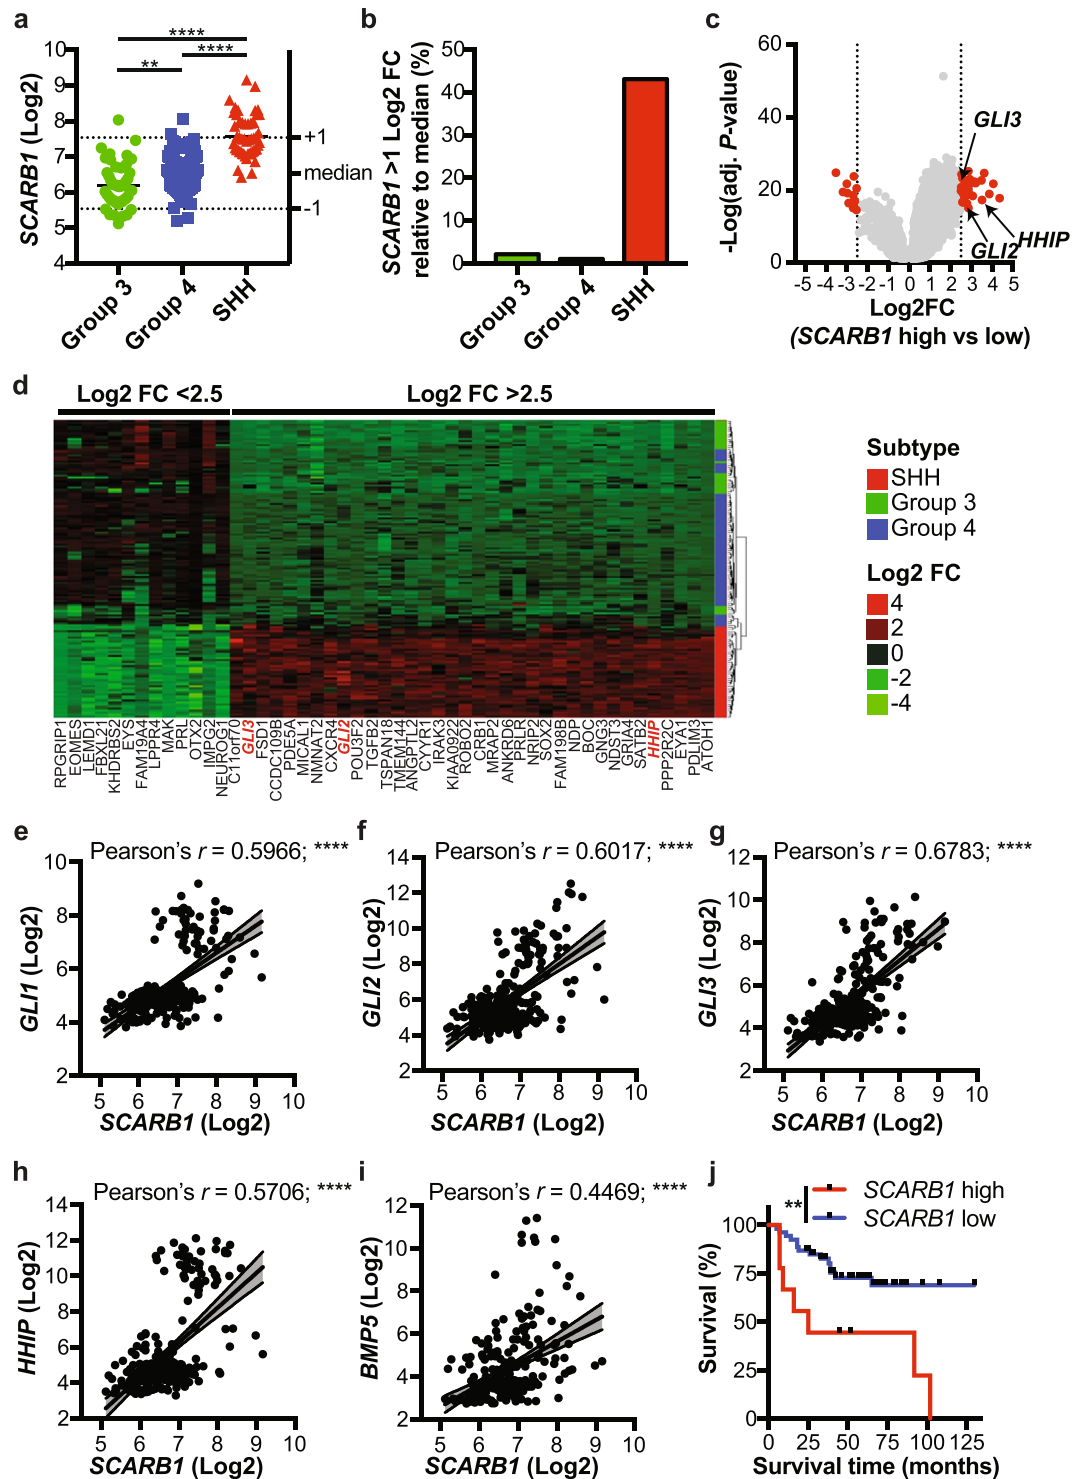 a
****
**
****
10
9
8
7
6
5
4
SCARB1 (Log2)
+1
median
-1
Group 3
Group 4
SHH
b
SCARB1 >1 Log2 FC
relative to median (%)
50
40
30
20
10
0
Group 3
Group 4
SHH
c
-Log(adj. P-value)
60
40
20
0
GLI3
HHIP
GLI2
-5 -4 -3 -2 -1 0 1 2 3 4 5
Log2FC
(SCARB1 high vs low)
d
Log2 FC <2.5
Log2 FC >2.5
RPGRIP1
EOMES
LEMD1
FBXL21
KHDRBS2
EYS
FAM19A4
LPPR4
MAK
PRL
OTX2
IMPG2
NEUROG1
C11orf70
GLI3
FSD1
CCDC109B
PDE5A
MICAL1
NMNAT2
CXCR4
GLI2
POU3F2
TGFB2
TSPAN18
TMEM144
ANGPTL2
CYYR1
IRAK3
KIAA0922
ROBO2
CRB1
MRAP2
ANKRD6
PRLR
NRIP2
SOX2
FAM198B
NDP
BOC
GNG3
NDST3
GRIA4
SATB2
HHIP
PPP2R2C
EYA1
PDLIM3
ATOH1
Subtype
SHH
Group 3
Group 4
Log2 FC
4
2
0
-2
-4
e
Pearson's r = 0.5966; ****
GLI1 (Log2)
10
8
6
4
2
5 6 7 8 9 10
SCARB1 (Log2)
f
Pearson's r = 0.6017; ****
GLI2 (Log2)
14
12
10
8
6
4
2
5 6 7 8 9 10
SCARB1 (Log2)
g
Pearson's r = 0.6783; ****
GLI3 (Log2)
12
10
8
6
4
2
5 6 7 8 9 10
SCARB1 (Log2)
h
Pearson's r = 0.5706; ****
HHIP (Log2)
14
12
10
8
6
4
2
5 6 7 8 9 10
SCARB1 (Log2)
i
Pearson's r = 0.4469; ****
BMP5 (Log2)
12
10
8
6
4
2
5 6 7 8 9 10
SCARB1 (Log2)
j
**
SCARB1 high
SCARB1 low
Survival (%)
100
75
50
25
0
0 25 50 75 100 125
Survival time (months)